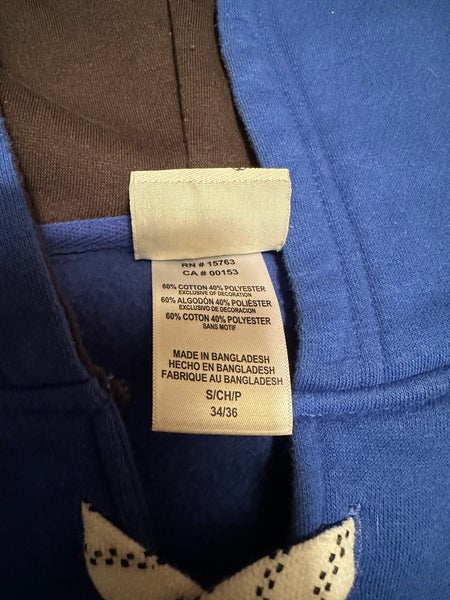 RN # 15763
CA # 00153
60% COTTON 40% POLYESTER
EXCLUSIVE OF DECORATION
60% ALGODÓN 40% POLIÉSTER
EXCLUSIVO DE DECORACIÓN
60% COTON 40% POLYESTER
SANS MOTIF
MADE IN BANGLADESH
HECHO EN BANGLADESH
FABRIQUE AU BANGLADESH
S/CH/P
34/36